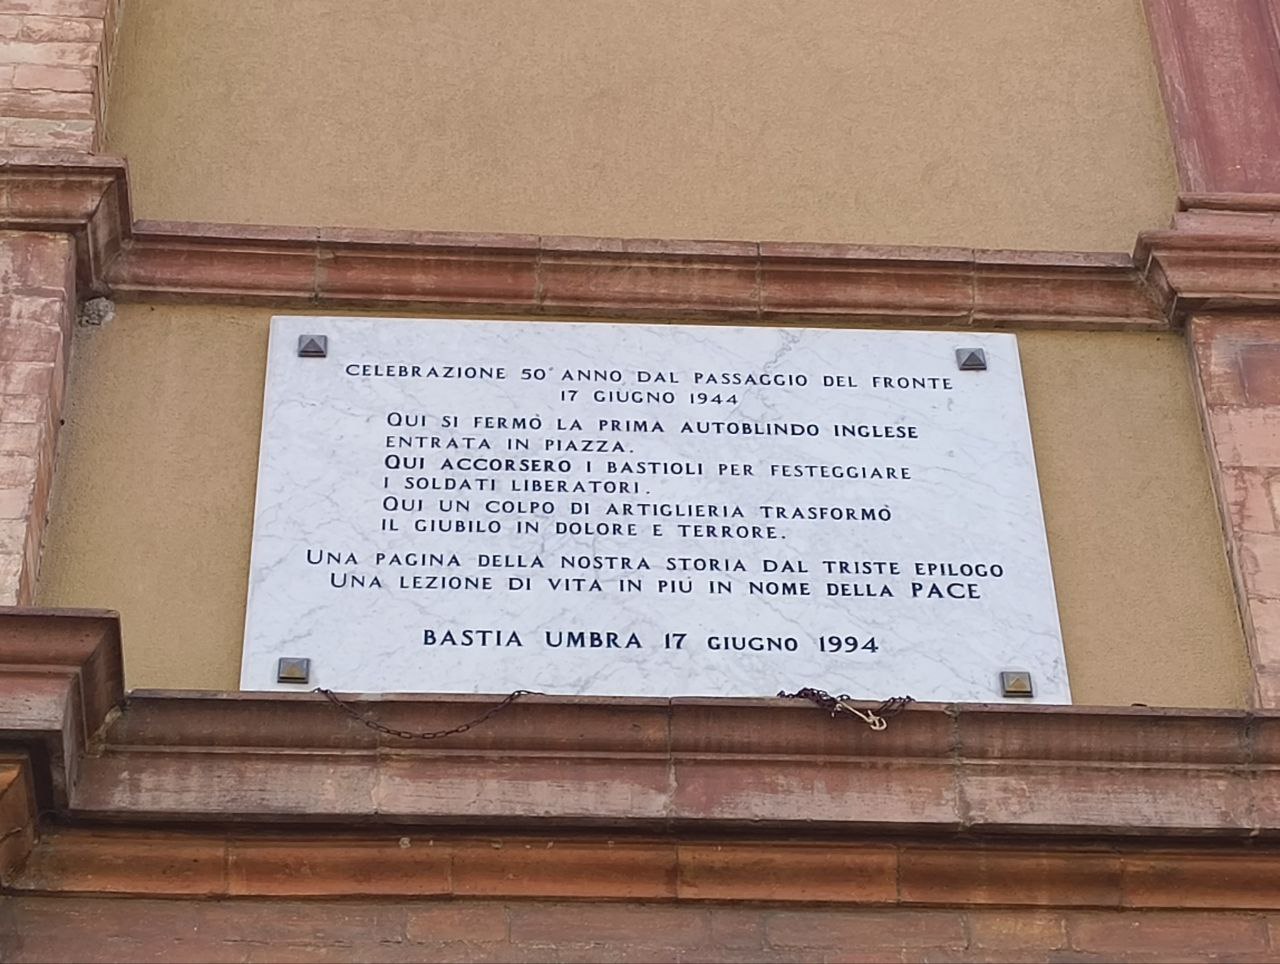 CELEBRAZIONE 50° ANNO DAL PASSAGGIO DEL FRONTE
17 GIUGNO 1944
QUI SI FERMÒ LA PRIMA AUTOBLINDO INGLESE
ENTRATA IN PIAZZA.
QUI ACCORSERO I BASTIOLI PER FESTEGGIARE
I SOLDATI LIBERATORI.
QUI UN COLPO DI ARTIGLIERIA TRASFORMÒ
IL GIUBILO IN DOLORE E TERRORE.
UNA PAGINA DELLA NOSTRA STORIA DAL TRISTE EPILOGO
UNA LEZIONE DI VITA IN PIÚ IN NOME DELLA PACE
BASTIA UMBRA 17 GIUGNO 1994